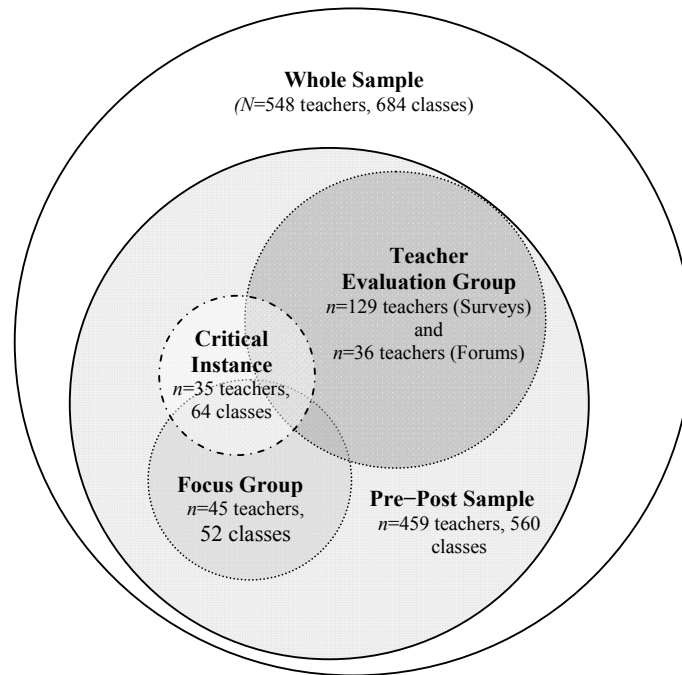 Whole Sample
(N=548 teachers, 684 classes)
Teacher
Evaluation Group
n=129 teachers (Surveys)
and
n=36 teachers (Forums)
Critical
Instance
n=35 teachers,
64 classes
Focus Group
n=45 teachers,
52 classes
Pre−Post Sample
n=459 teachers, 560
classes